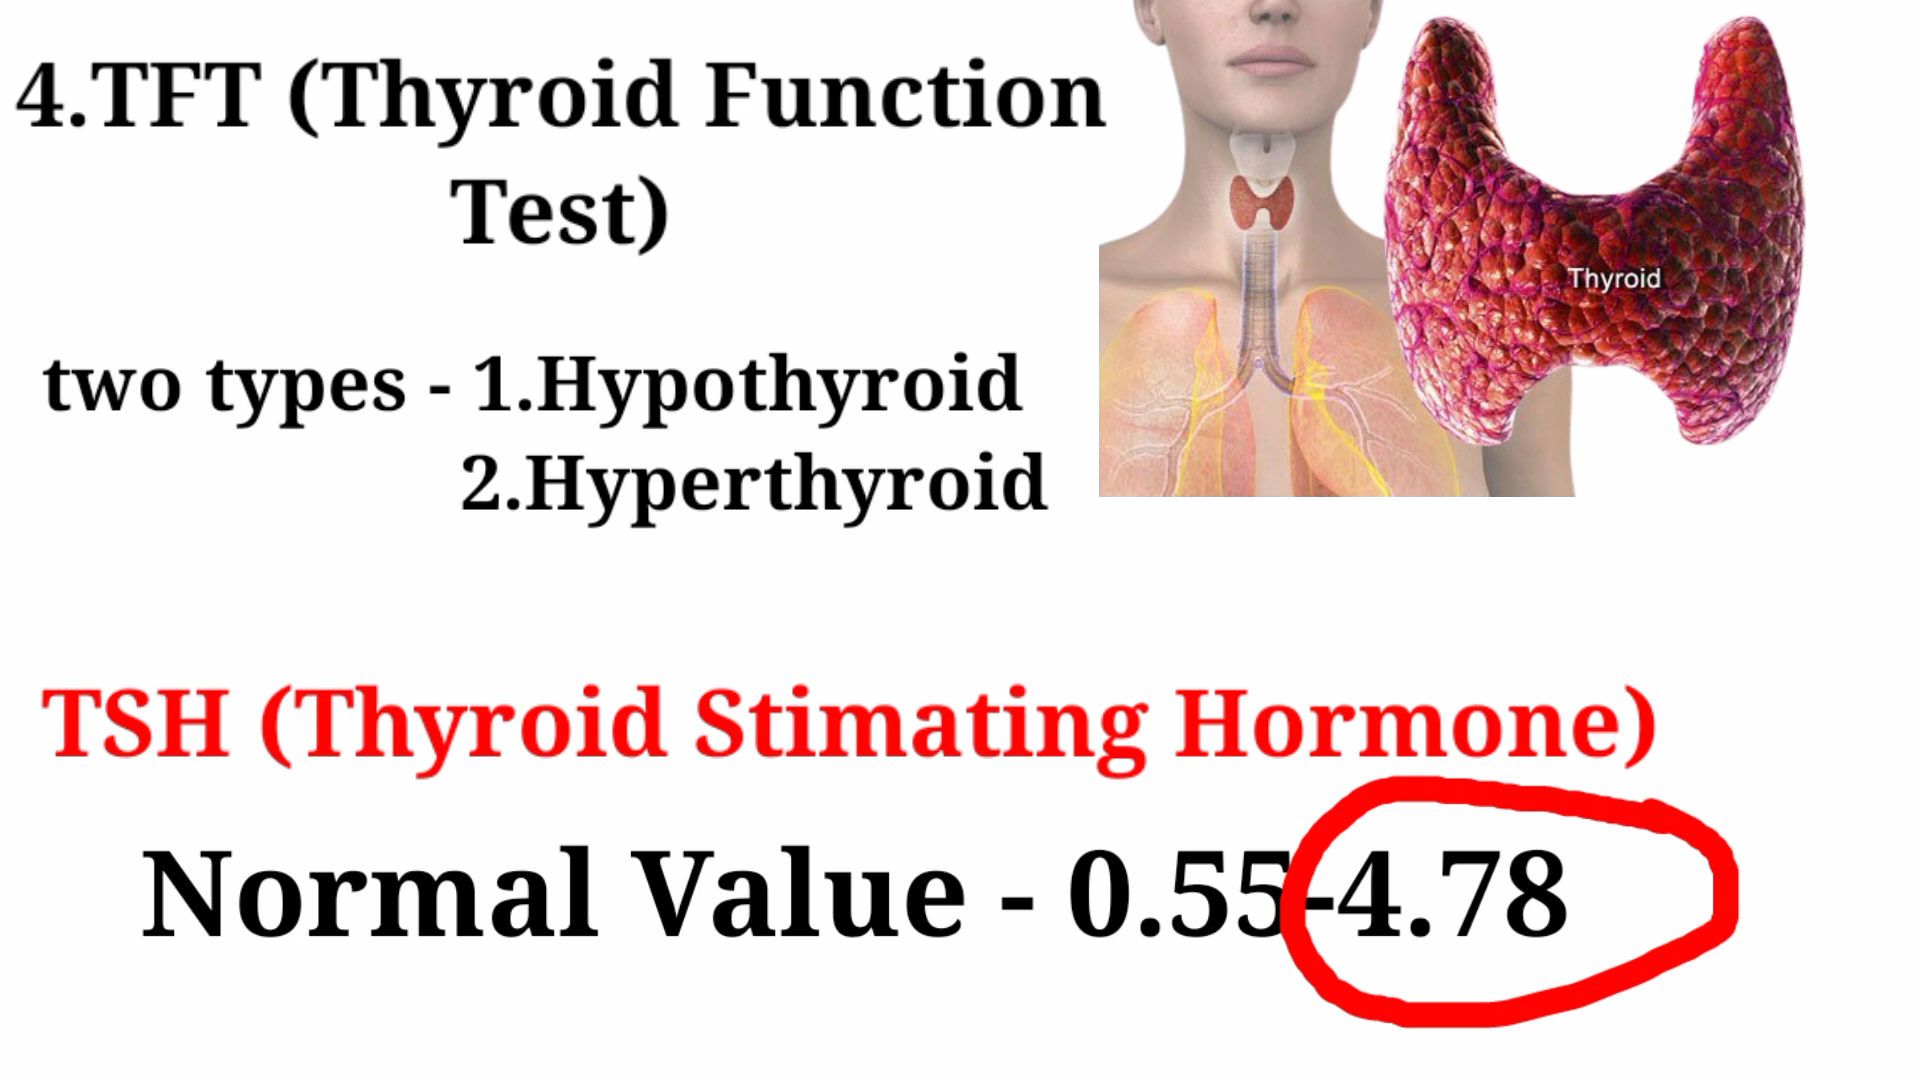 4.TFT (Thyroid Function
Test)
Thyroid
two types - 1.Hypothyroid
2.Hyperthyroid
TSH (Thyroid Stimating Hormone)
Normal Value - 0.55-4.78